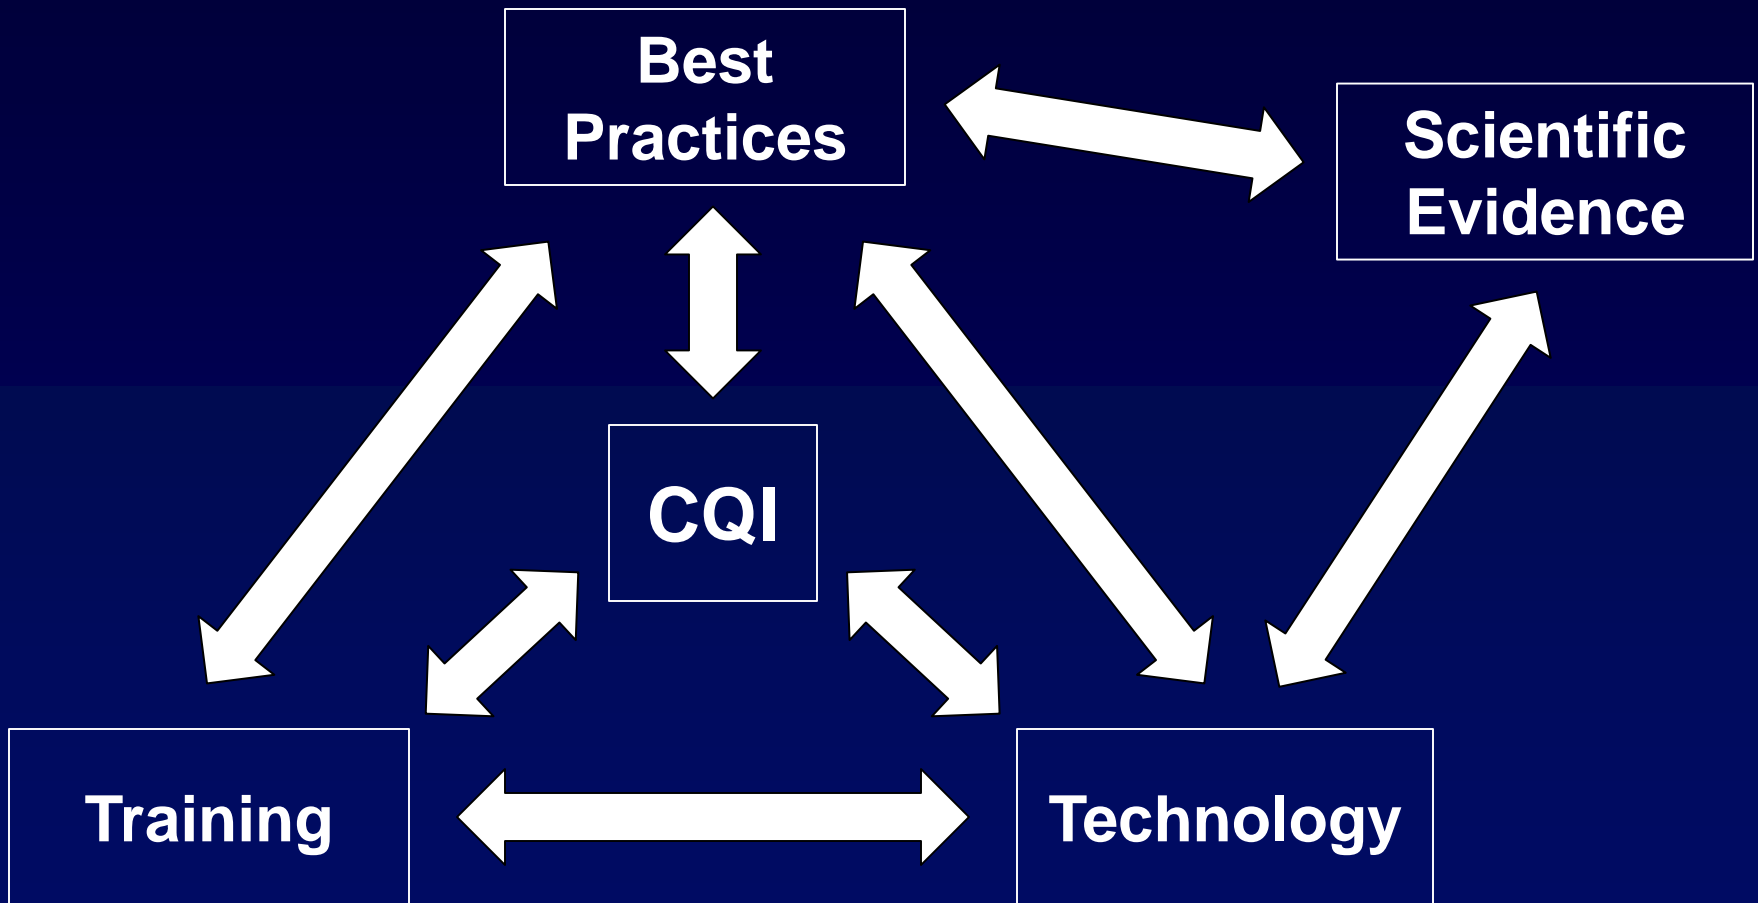 Best
Practices
Scientific
Evidence
CQI
Training
Technology